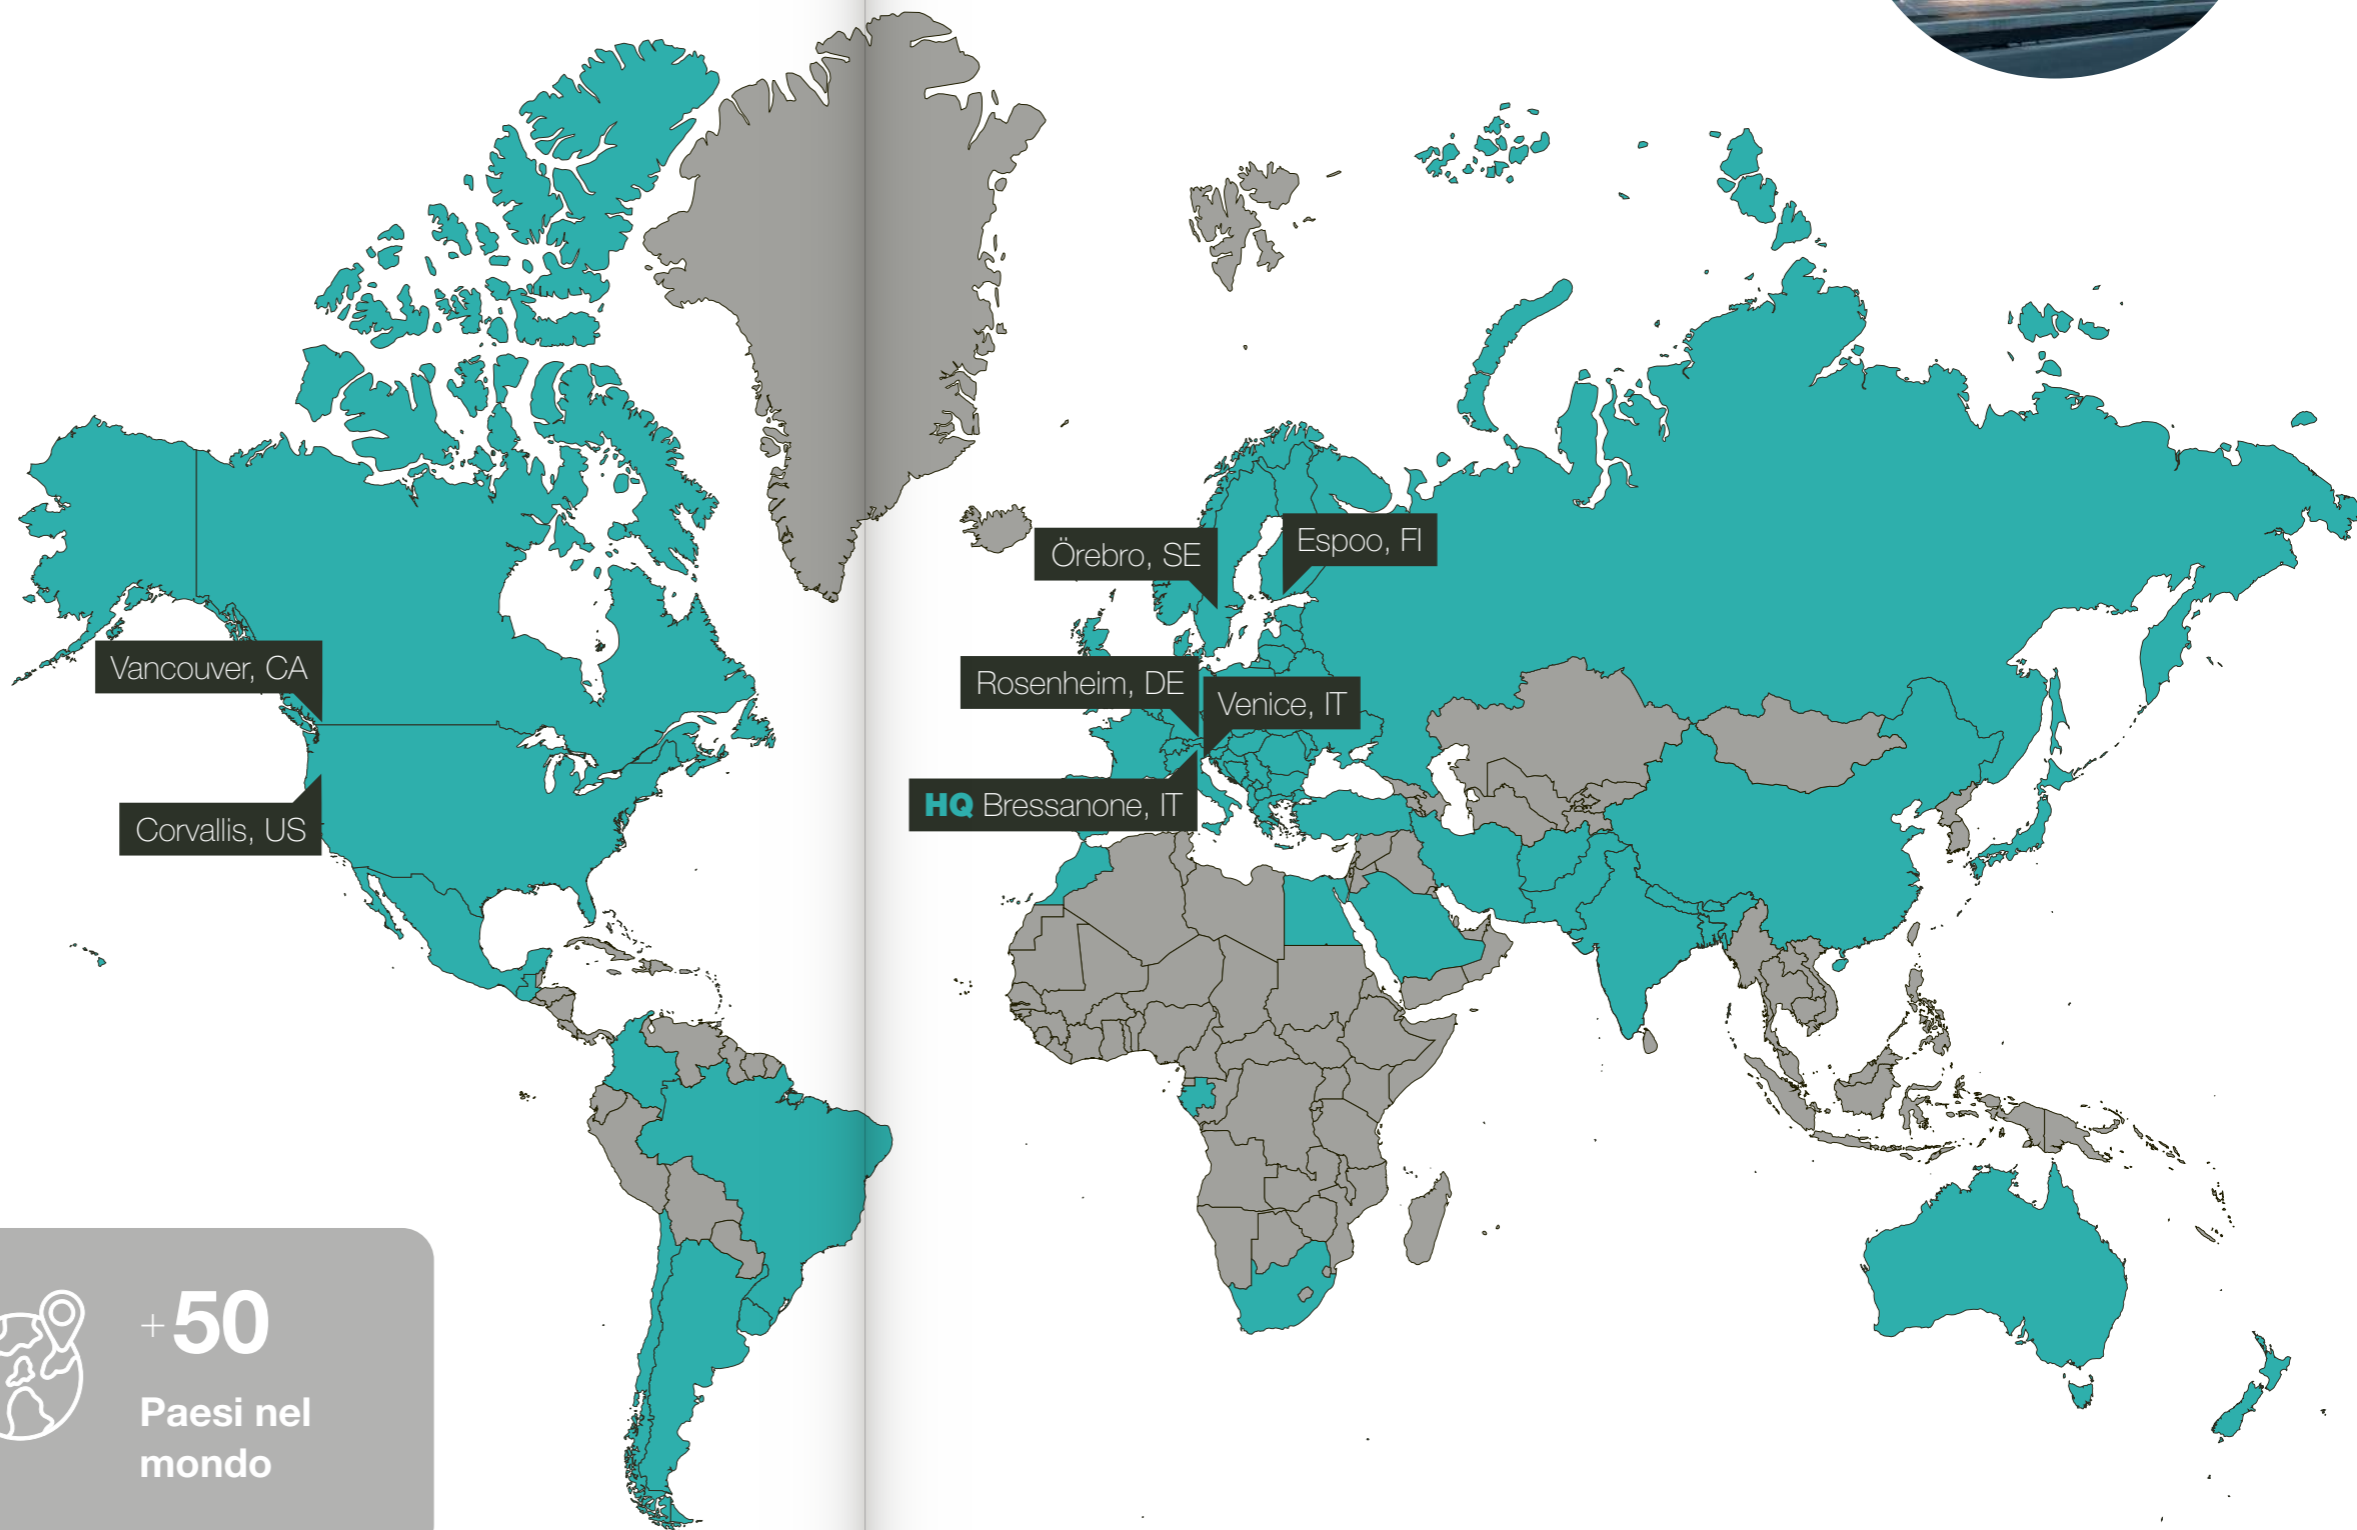 Örebro, SE
Espoo, FI
Vancouver, CA
Rosenheim, DE
Venice, IT
HQ Bressanone, IT
Corvallis, US
+50
Paesi nel
mondo